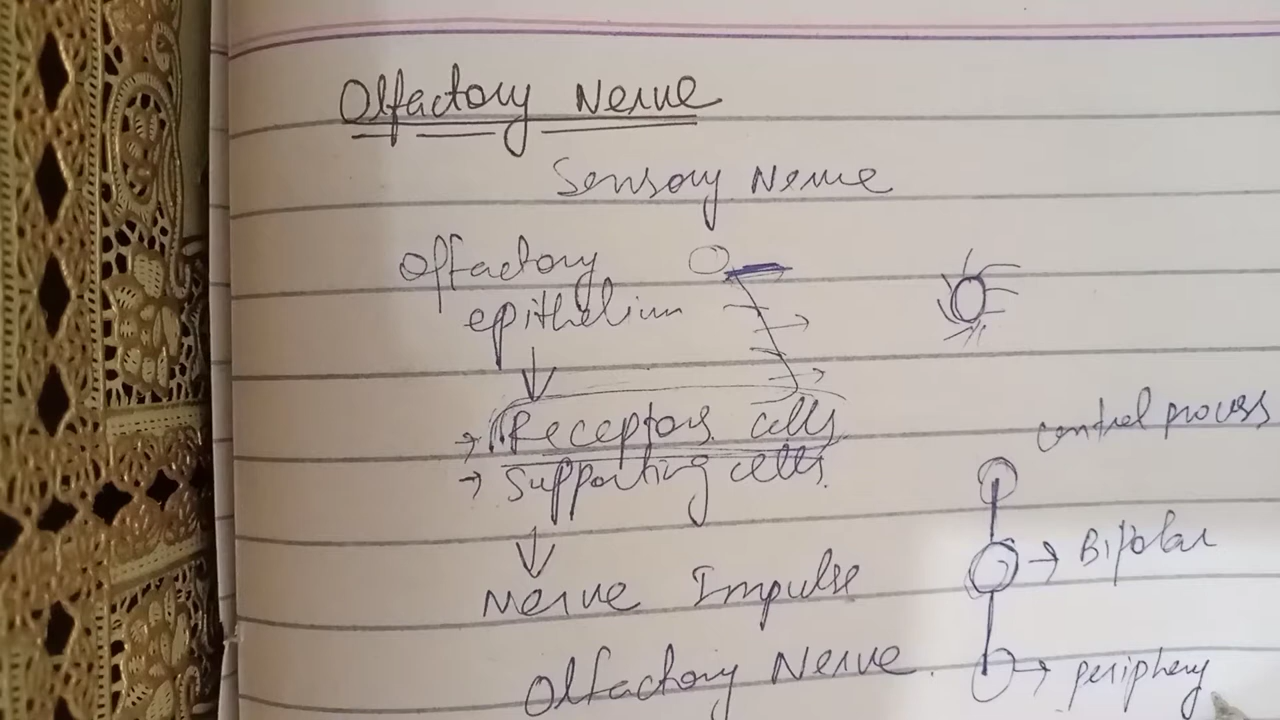 Olfactory Nerve
Sensory Nerve
Olfactory
epithelium
→ Receptors cells
→ Supporting cells.
Nerve Impulse
Olfactory Nerve.
central process
→ Bipolar
→ periphery